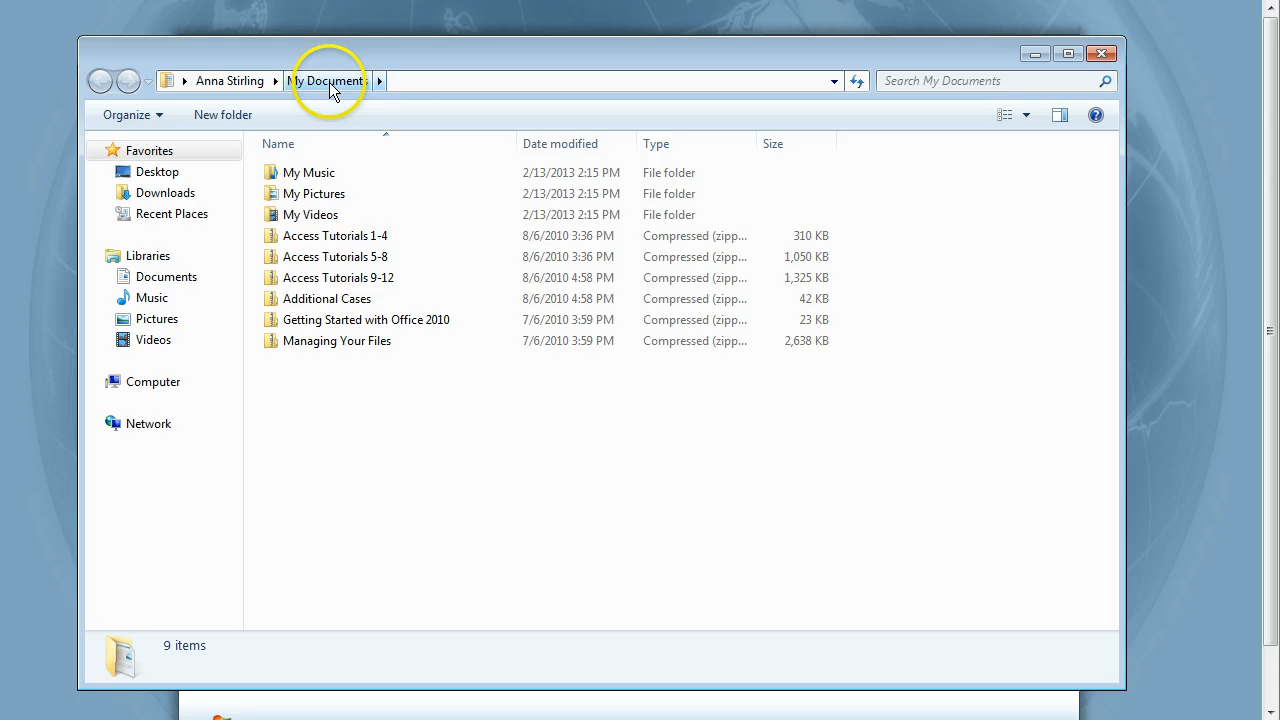 Anna Stirling My Documents Search My Documents
Organize New folder
Name Date modified Type Size
Favorites
Desktop
Downloads
Recent Places
Libraries
Documents
Music
Pictures
Videos
Computer
Network
My Music 2/13/2013 2:15 PM File folder
My Pictures 2/13/2013 2:15 PM File folder
My Videos 2/13/2013 2:15 PM File folder
Access Tutorials 1-4 8/6/2010 3:36 PM Compressed (zipp... 310 KB
Access Tutorials 5-8 8/6/2010 3:36 PM Compressed (zipp... 1,050 KB
Access Tutorials 9-12 8/6/2010 4:58 PM Compressed (zipp... 1,325 KB
Additional Cases 8/6/2010 4:58 PM Compressed (zipp... 42 KB
Getting Started with Office 2010 7/6/2010 3:59 PM Compressed (zipp... 23 KB
Managing Your Files 7/6/2010 3:59 PM Compressed (zipp... 2,638 KB
9 items